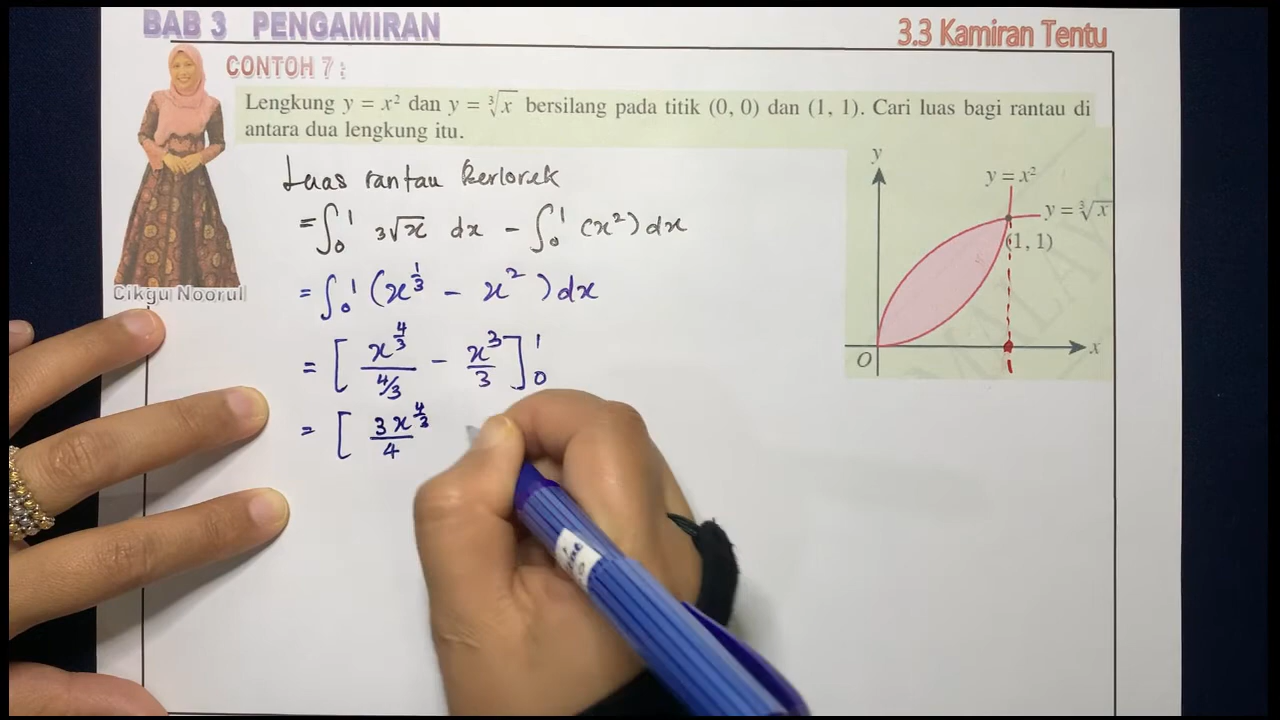 BAB 3 PENGAMIRAN
3.3 Kamiran Tentu
CONTOH 7 :
Lengkung y = x² dan y = ∛x bersilang pada titik (0, 0) dan (1, 1). Cari luas bagi rantau di
antara dua lengkung itu.
Luas rantau berlorek
= ∫₀¹ ³√x dx − ∫₀¹ (x²) dx
= ∫₀¹ (x^{1/3} − x²) dx
= [ x^{4/3}/(4/3) − x³/3 ]₀¹
= [ 3x^{4/3}/4
Cikgu Noorul
y
y = x²
y = ∛x
(1, 1)
O
x